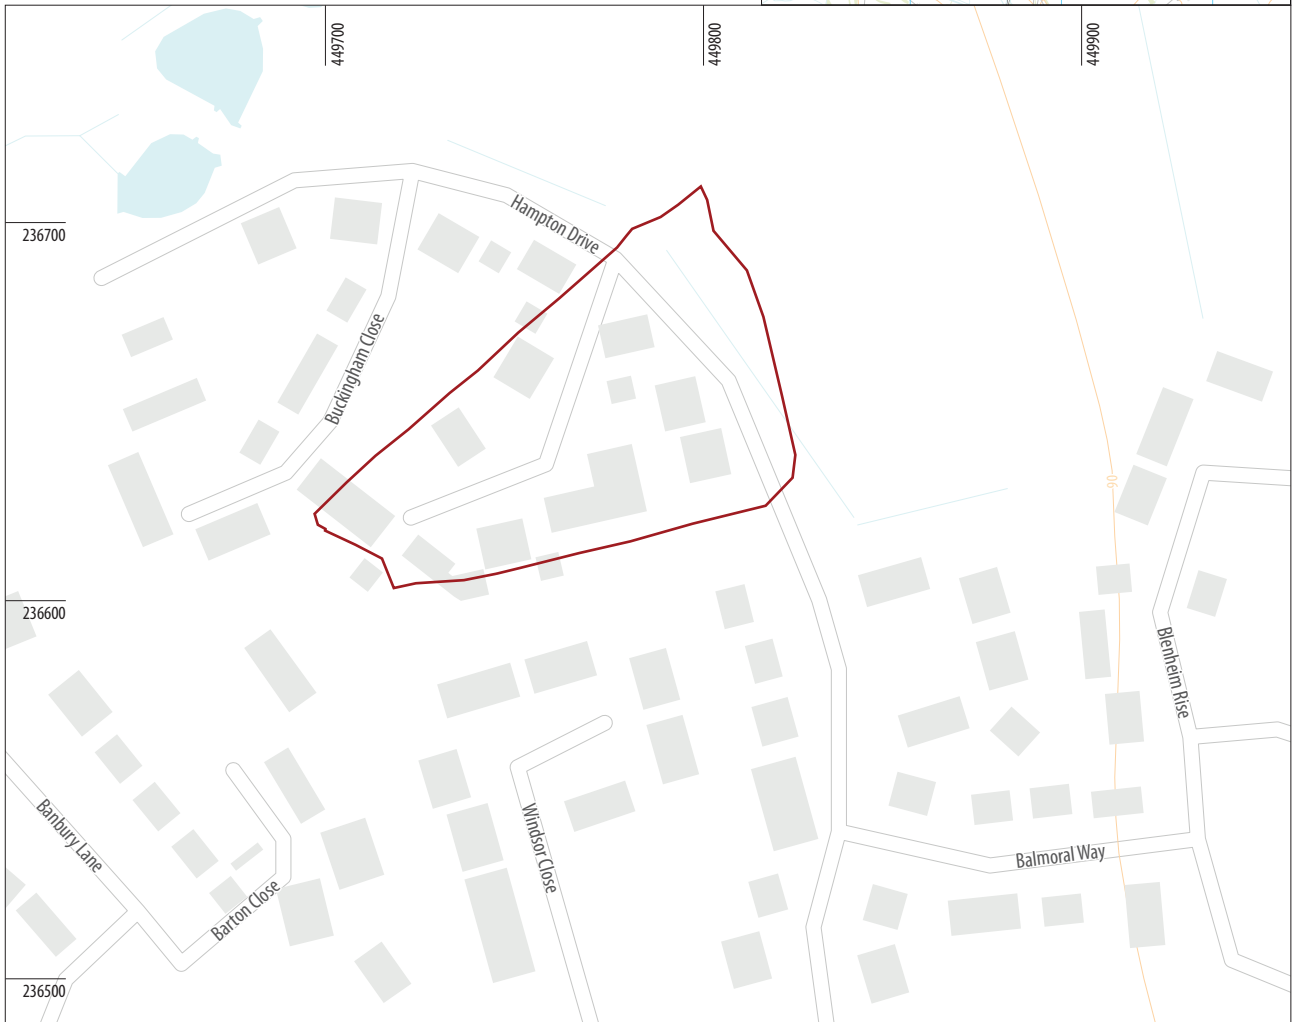 449700
449800
449900
236700
Hampton Drive
Buckingham Close
90
236600
Blenheim Rise
Banbury Lane
Windsor Close
Balmoral Way
Barton Close
236500